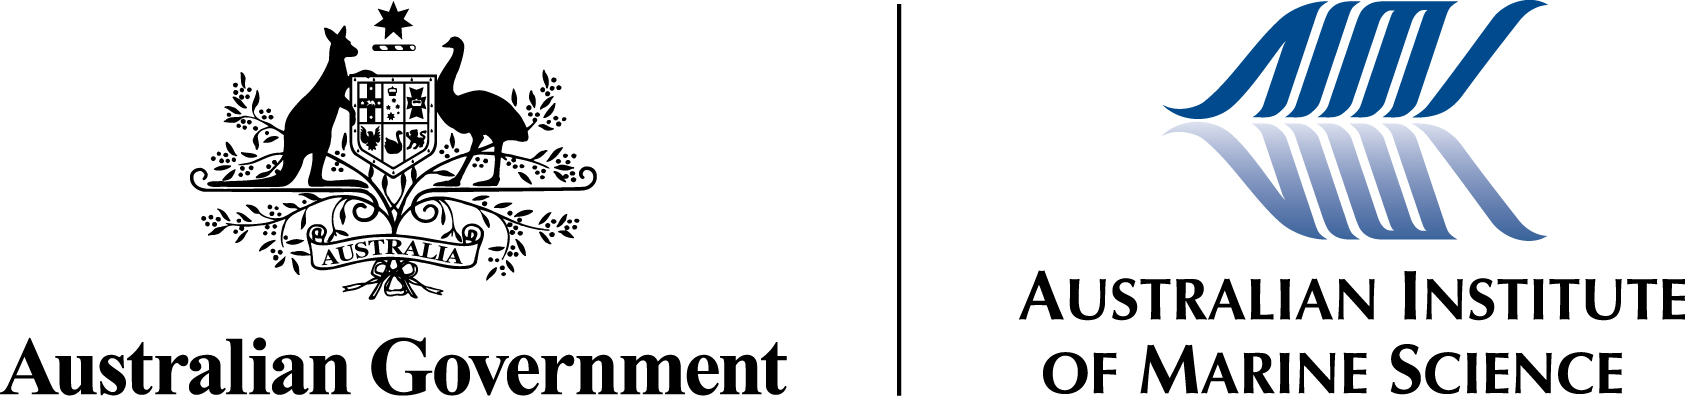 AUSTRALIA
Australian Government
AIMS
AUSTRALIAN INSTITUTE
OF MARINE SCIENCE